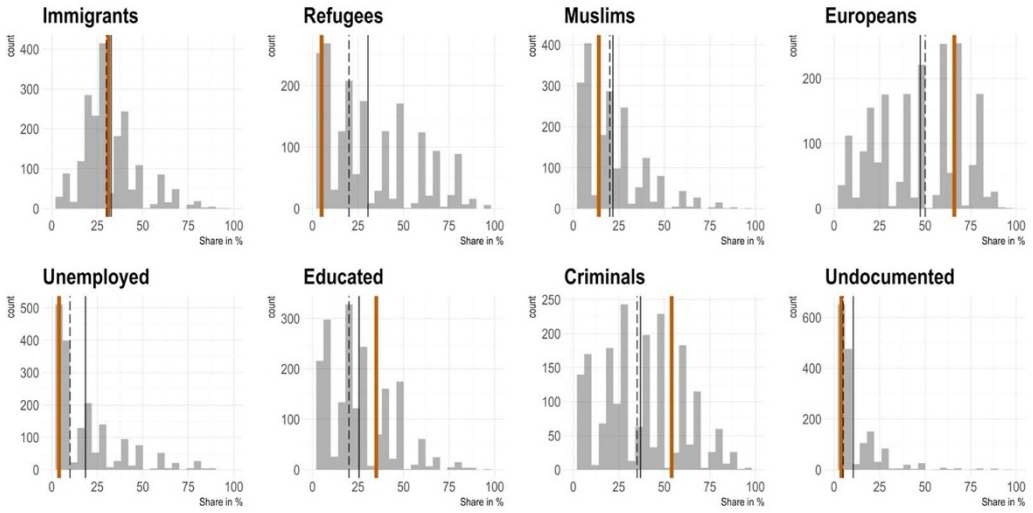 Immigrants
count
400
300
200
100
0
0 25 50 75 100
Share in %
Refugees
count
200
100
0
0 25 50 75 100
Share in %
Muslims
count
400
300
200
100
0
0 25 50 75 100
Share in %
Europeans
count
200
100
0
0 25 50 75 100
Share in %
Unemployed
count
500
400
300
200
100
0
0 25 50 75 100
Share in %
Educated
count
300
200
100
0
0 25 50 75 100
Share in %
Criminals
count
250
200
150
100
50
0
0 25 50 75 100
Share in %
Undocumented
count
600
400
200
0
0 25 50 75 100
Share in %